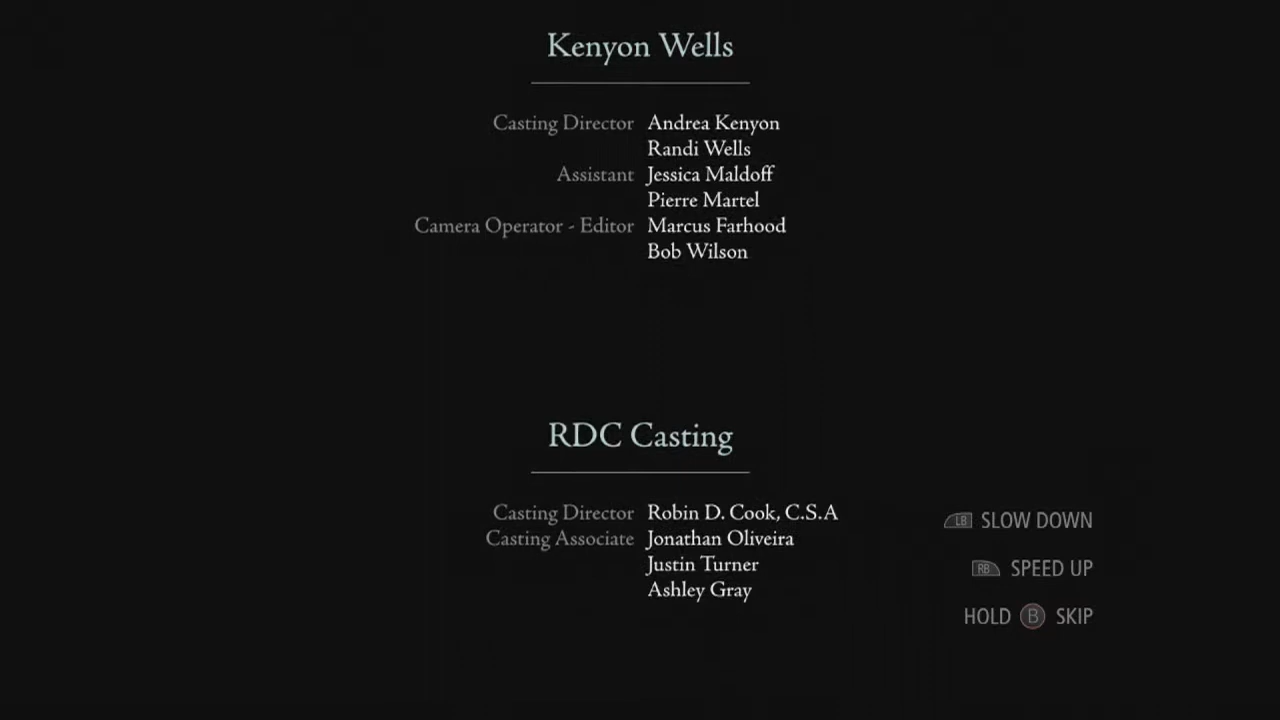 Kenyon Wells
Casting Director Andrea Kenyon
Randi Wells
Assistant Jessica Maldoff
Pierre Martel
Camera Operator - Editor Marcus Farhood
Bob Wilson
RDC Casting
Casting Director Robin D. Cook, C.S.A
Casting Associate Jonathan Oliveira
Justin Turner
Ashley Gray
LB SLOW DOWN
RB SPEED UP
HOLD B SKIP